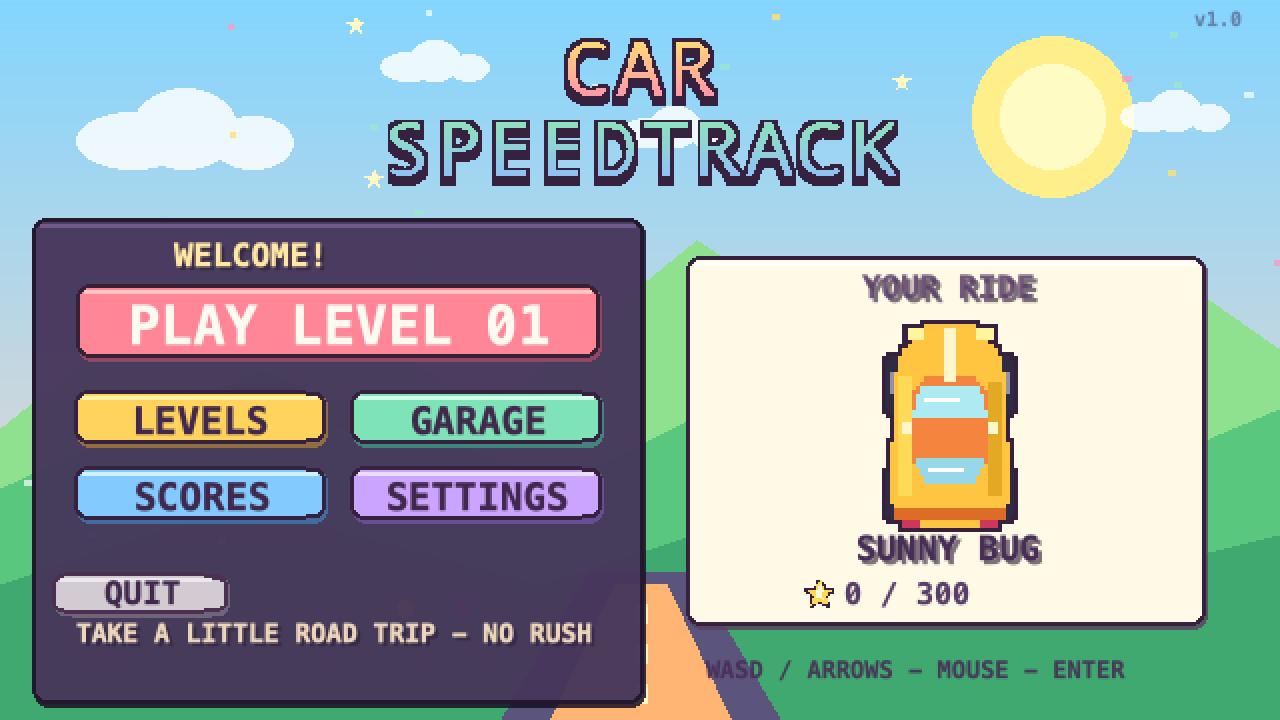 v1.0
CAR
SPEEDTRACK
WELCOME!
PLAY LEVEL 01
LEVELS
GARAGE
SCORES
SETTINGS
QUIT
TAKE A LITTLE ROAD TRIP – NO RUSH
YOUR RIDE
SUNNY BUG
0 / 300
WASD / ARROWS – MOUSE – ENTER